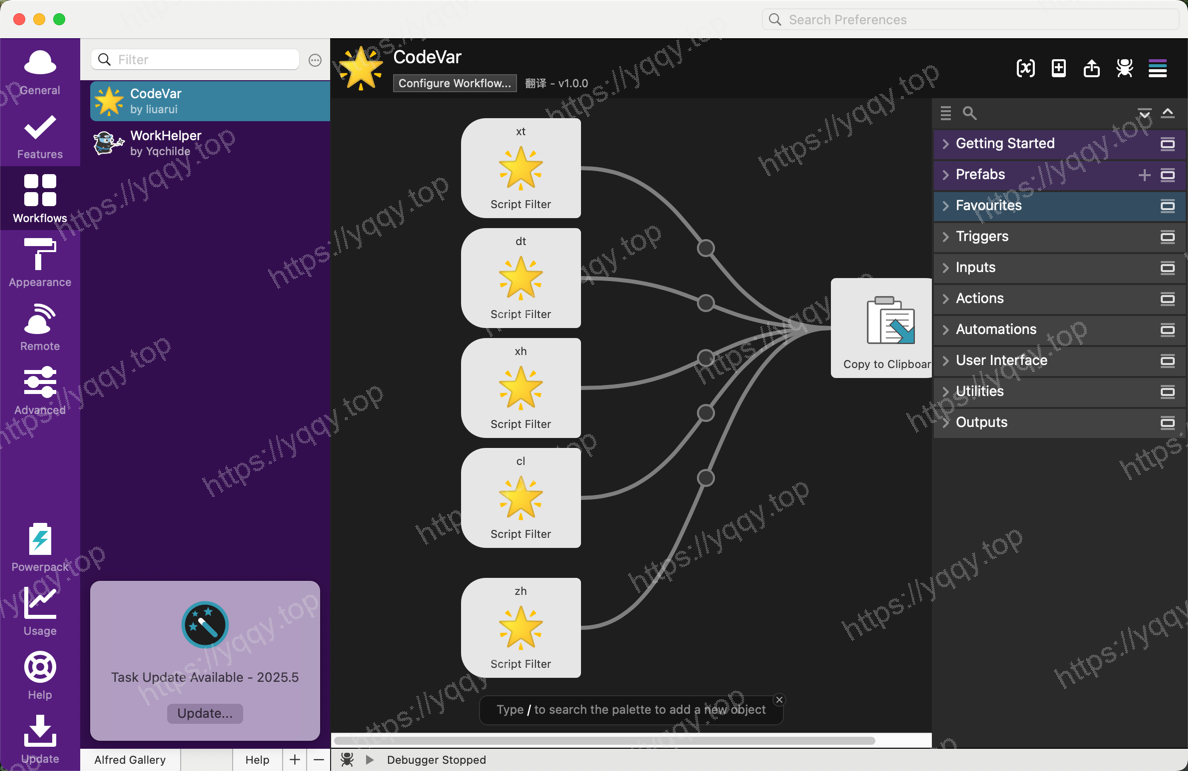 Search Preferences
General
Features
Workflows
Appearance
Remote
Advanced
Powerpack
Usage
Help
Update
Filter
CodeVar
by liuarui
WorkHelper
by Yqchilde
Task Update Available - 2025.5
Update...
Alfred Gallery
Help
CodeVar
Configure Workflow...
翻译 - v1.0.0
xt
Script Filter
dt
Script Filter
xh
Script Filter
cl
Script Filter
zh
Script Filter
Copy to Clipboar
Type / to search the palette to add a new object
Debugger Stopped
Getting Started
Prefabs
Favourites
Triggers
Inputs
Actions
Automations
User Interface
Utilities
Outputs
https://yqqy.top